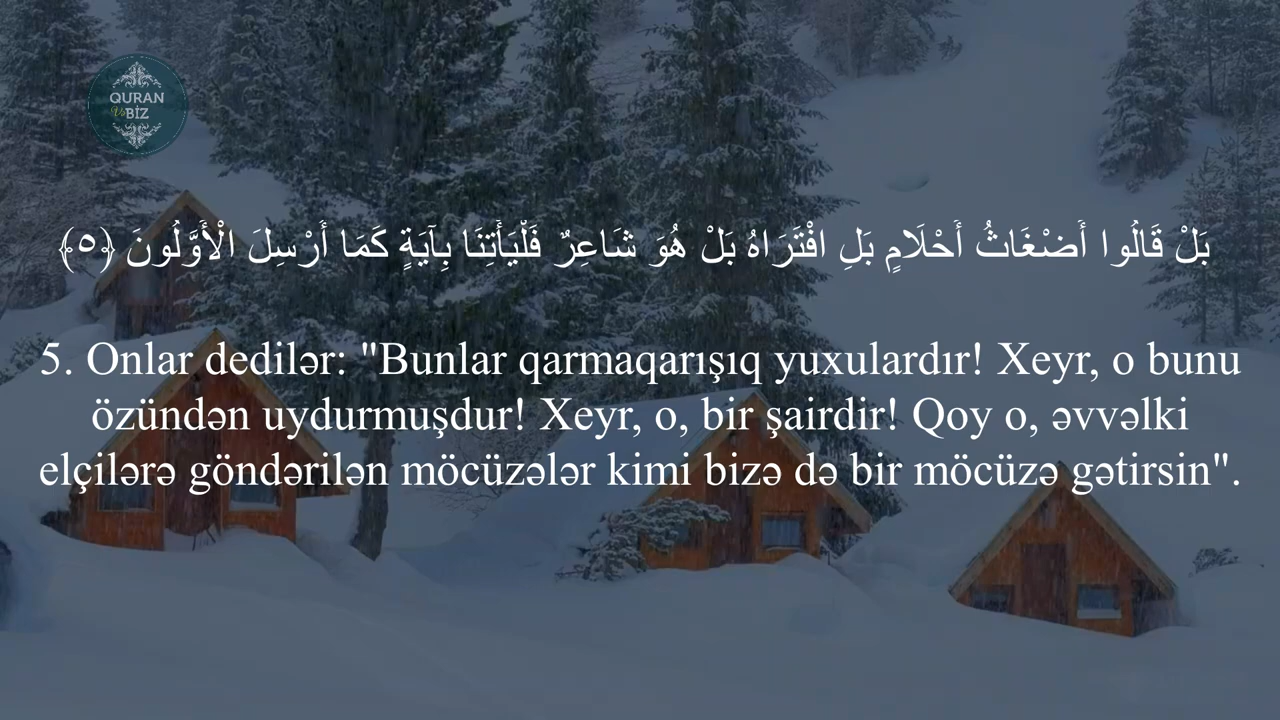 QURAN
Və BİZ
بَلْ قَالُوا أَضْغَاثُ أَحْلَامٍ بَلِ افْتَرَاهُ بَلْ هُوَ شَاعِرٌ فَلْيَأْتِنَا بِآيَةٍ كَمَا أُرْسِلَ الْأَوَّلُونَ ﴿٥﴾
5. Onlar dedilər: "Bunlar qarmaqarışıq yuxulardır! Xeyr, o bunu
özündən uydurmuşdur! Xeyr, o, bir şairdir! Qoy o, əvvəlki
elçilərə göndərilən möcüzələr kimi bizə də bir möcüzə gətirsin".